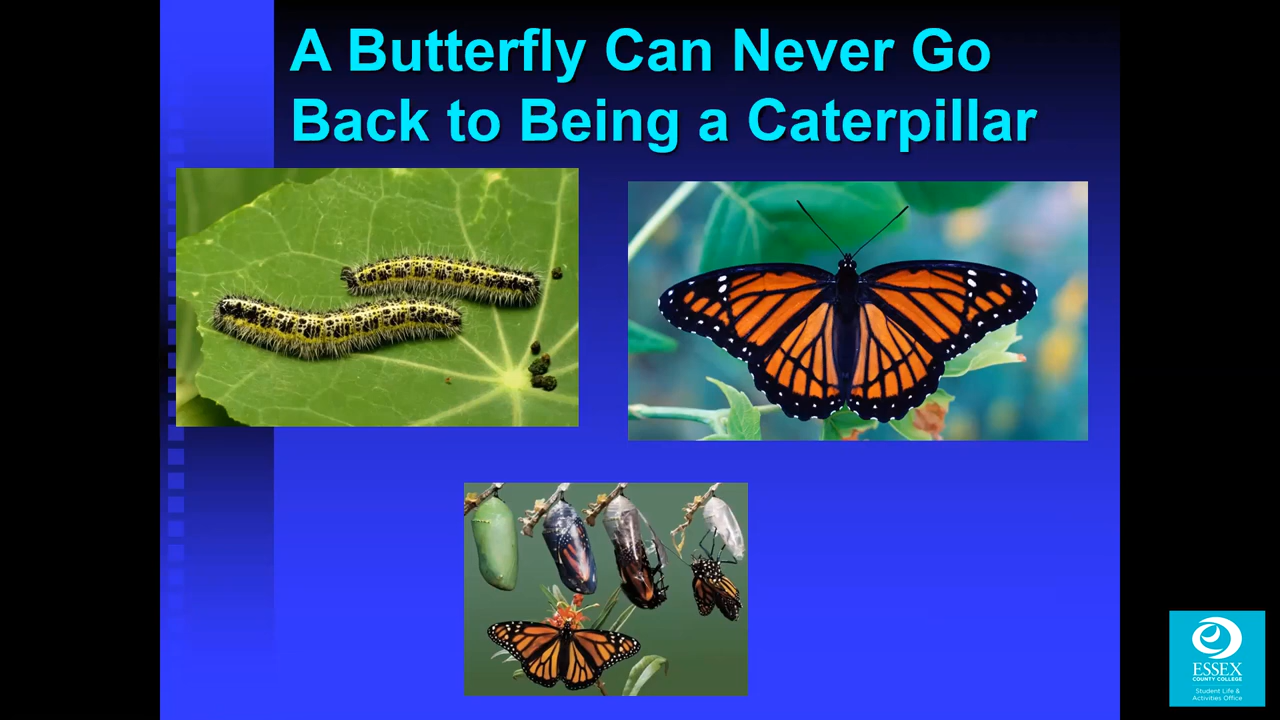 A Butterfly Can Never Go
Back to Being a Caterpillar
ESSEX
COUNTY COLLEGE
Student Life &
Activities Office